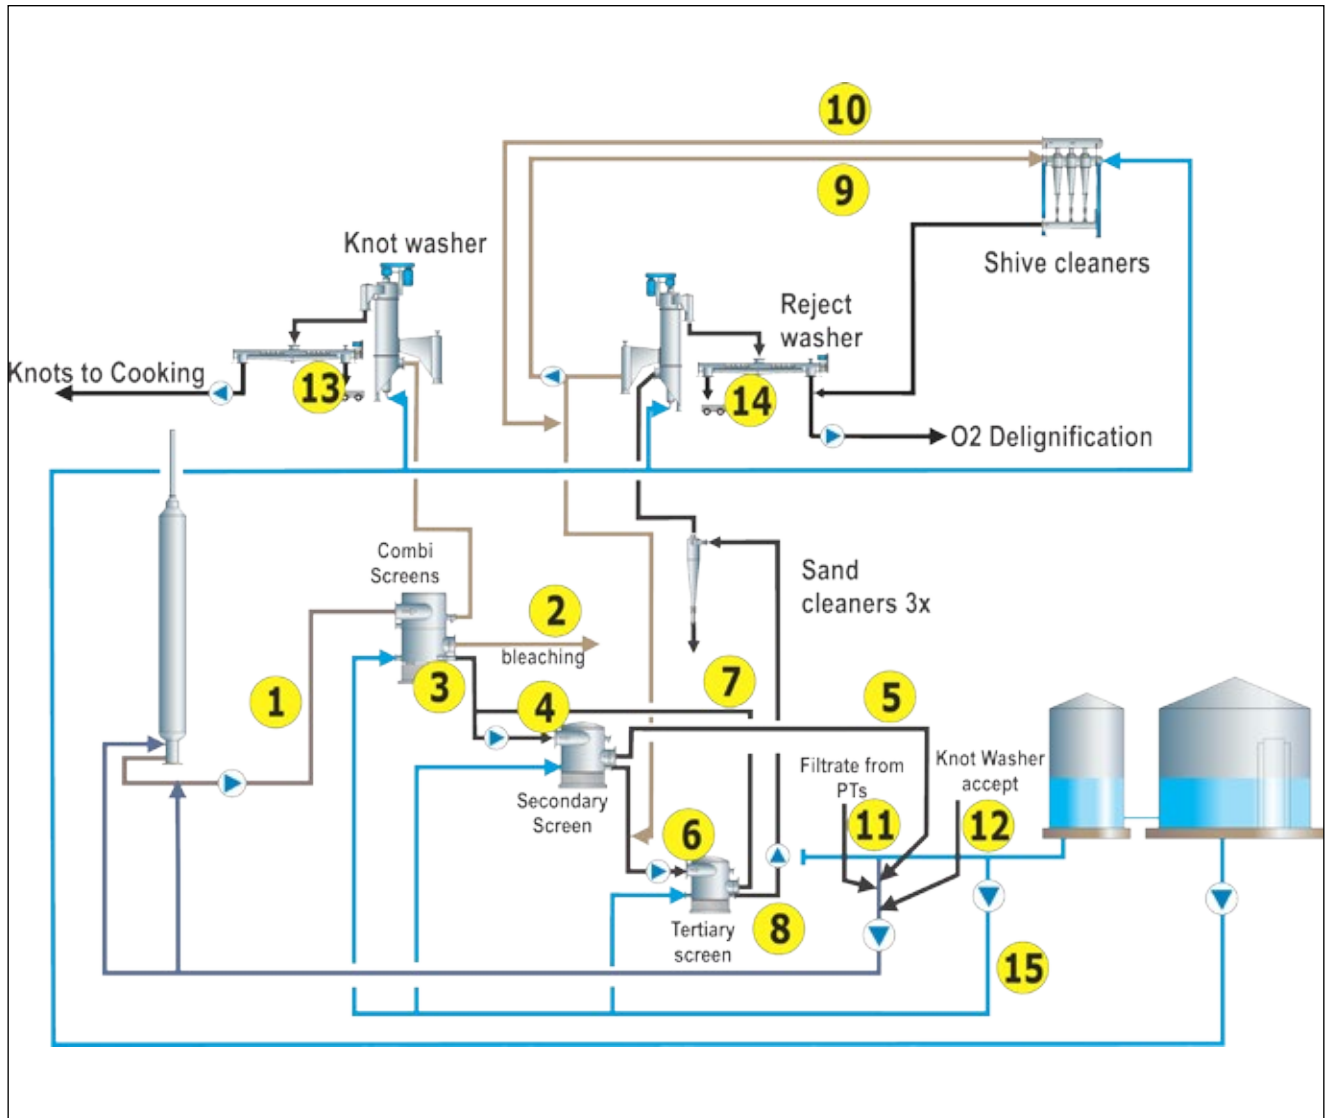 10
9
Knot washer
Shive cleaners
Reject
washer
Knots to Cooking
13
14
O2 Delignification
Combi
Screens
Sand
cleaners 3x
2
bleaching
1
3
4
7
5
Filtrate from
PTs
Knot Washer
accept
Secondary
Screen
6
11
12
Tertiary
screen
8
15